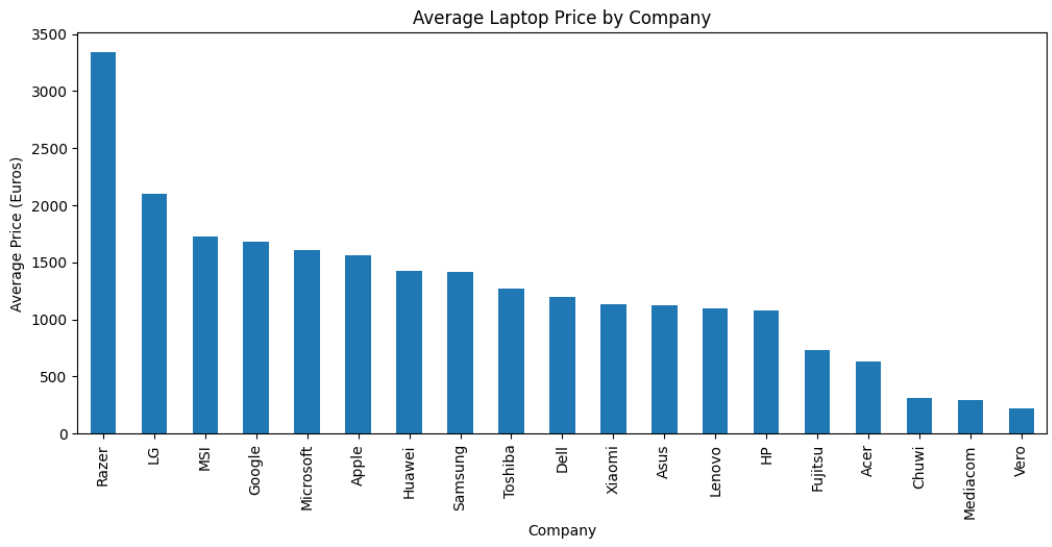 Average Laptop Price by Company
Average Price (Euros)
3500
3000
2500
2000
1500
1000
500
0
Razer
LG
MSI
Google
Microsoft
Apple
Huawei
Samsung
Toshiba
Dell
Xiaomi
Asus
Lenovo
HP
Fujitsu
Acer
Chuwi
Mediacom
Vero
Company